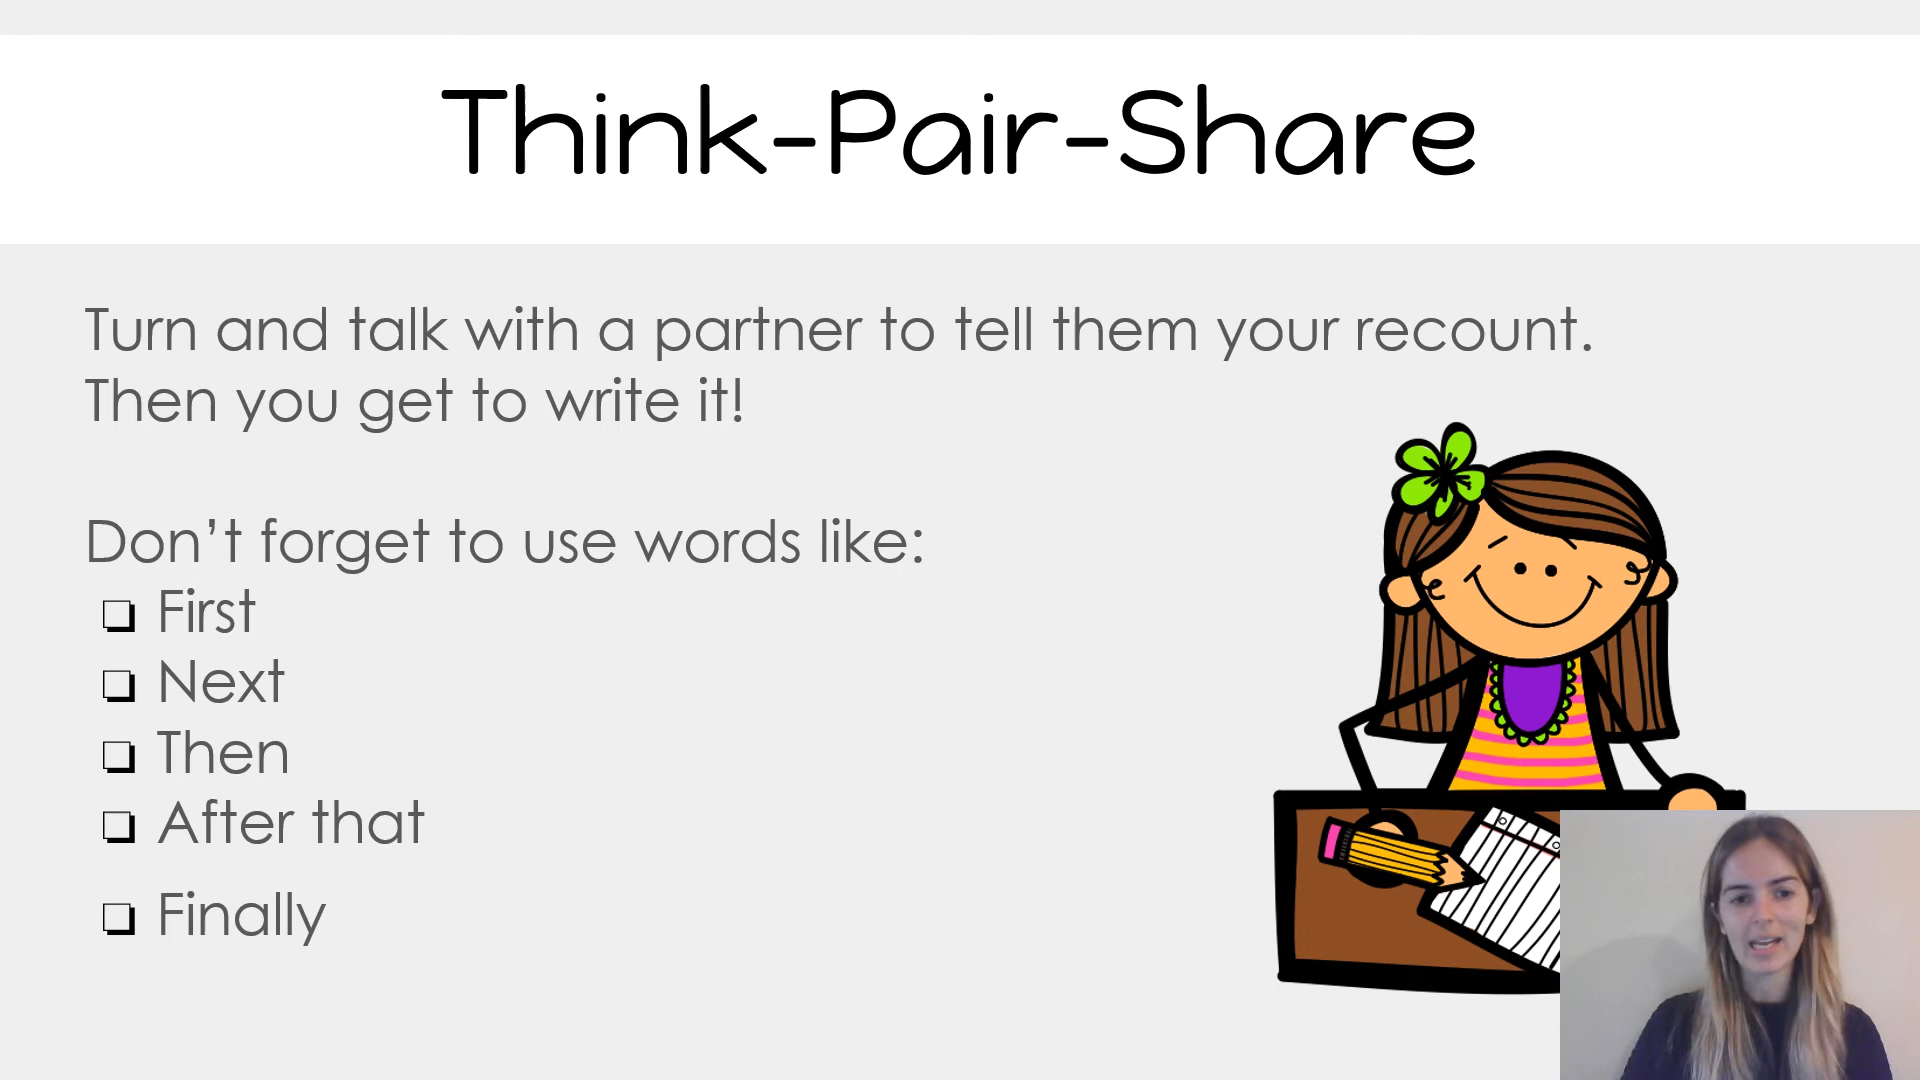 Think-Pair-Share
Turn and talk with a partner to tell them your recount.
Then you get to write it!
Don’t forget to use words like:
First
Next
Then
After that
Finally